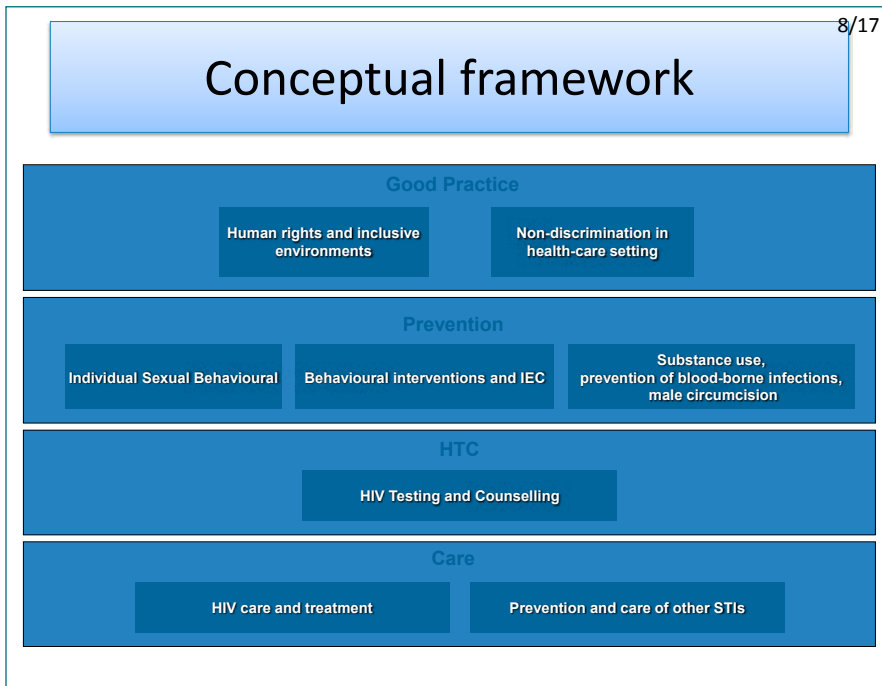 8/17
Conceptual framework
Good Practice
Human rights and inclusive
environments
Non-discrimination in
health-care setting
Prevention
Individual Sexual Behavioural
Behavioural interventions and IEC
Substance use,
prevention of blood-borne infections,
male circumcision
HTC
HIV Testing and Counselling
Care
HIV care and treatment
Prevention and care of other STIs